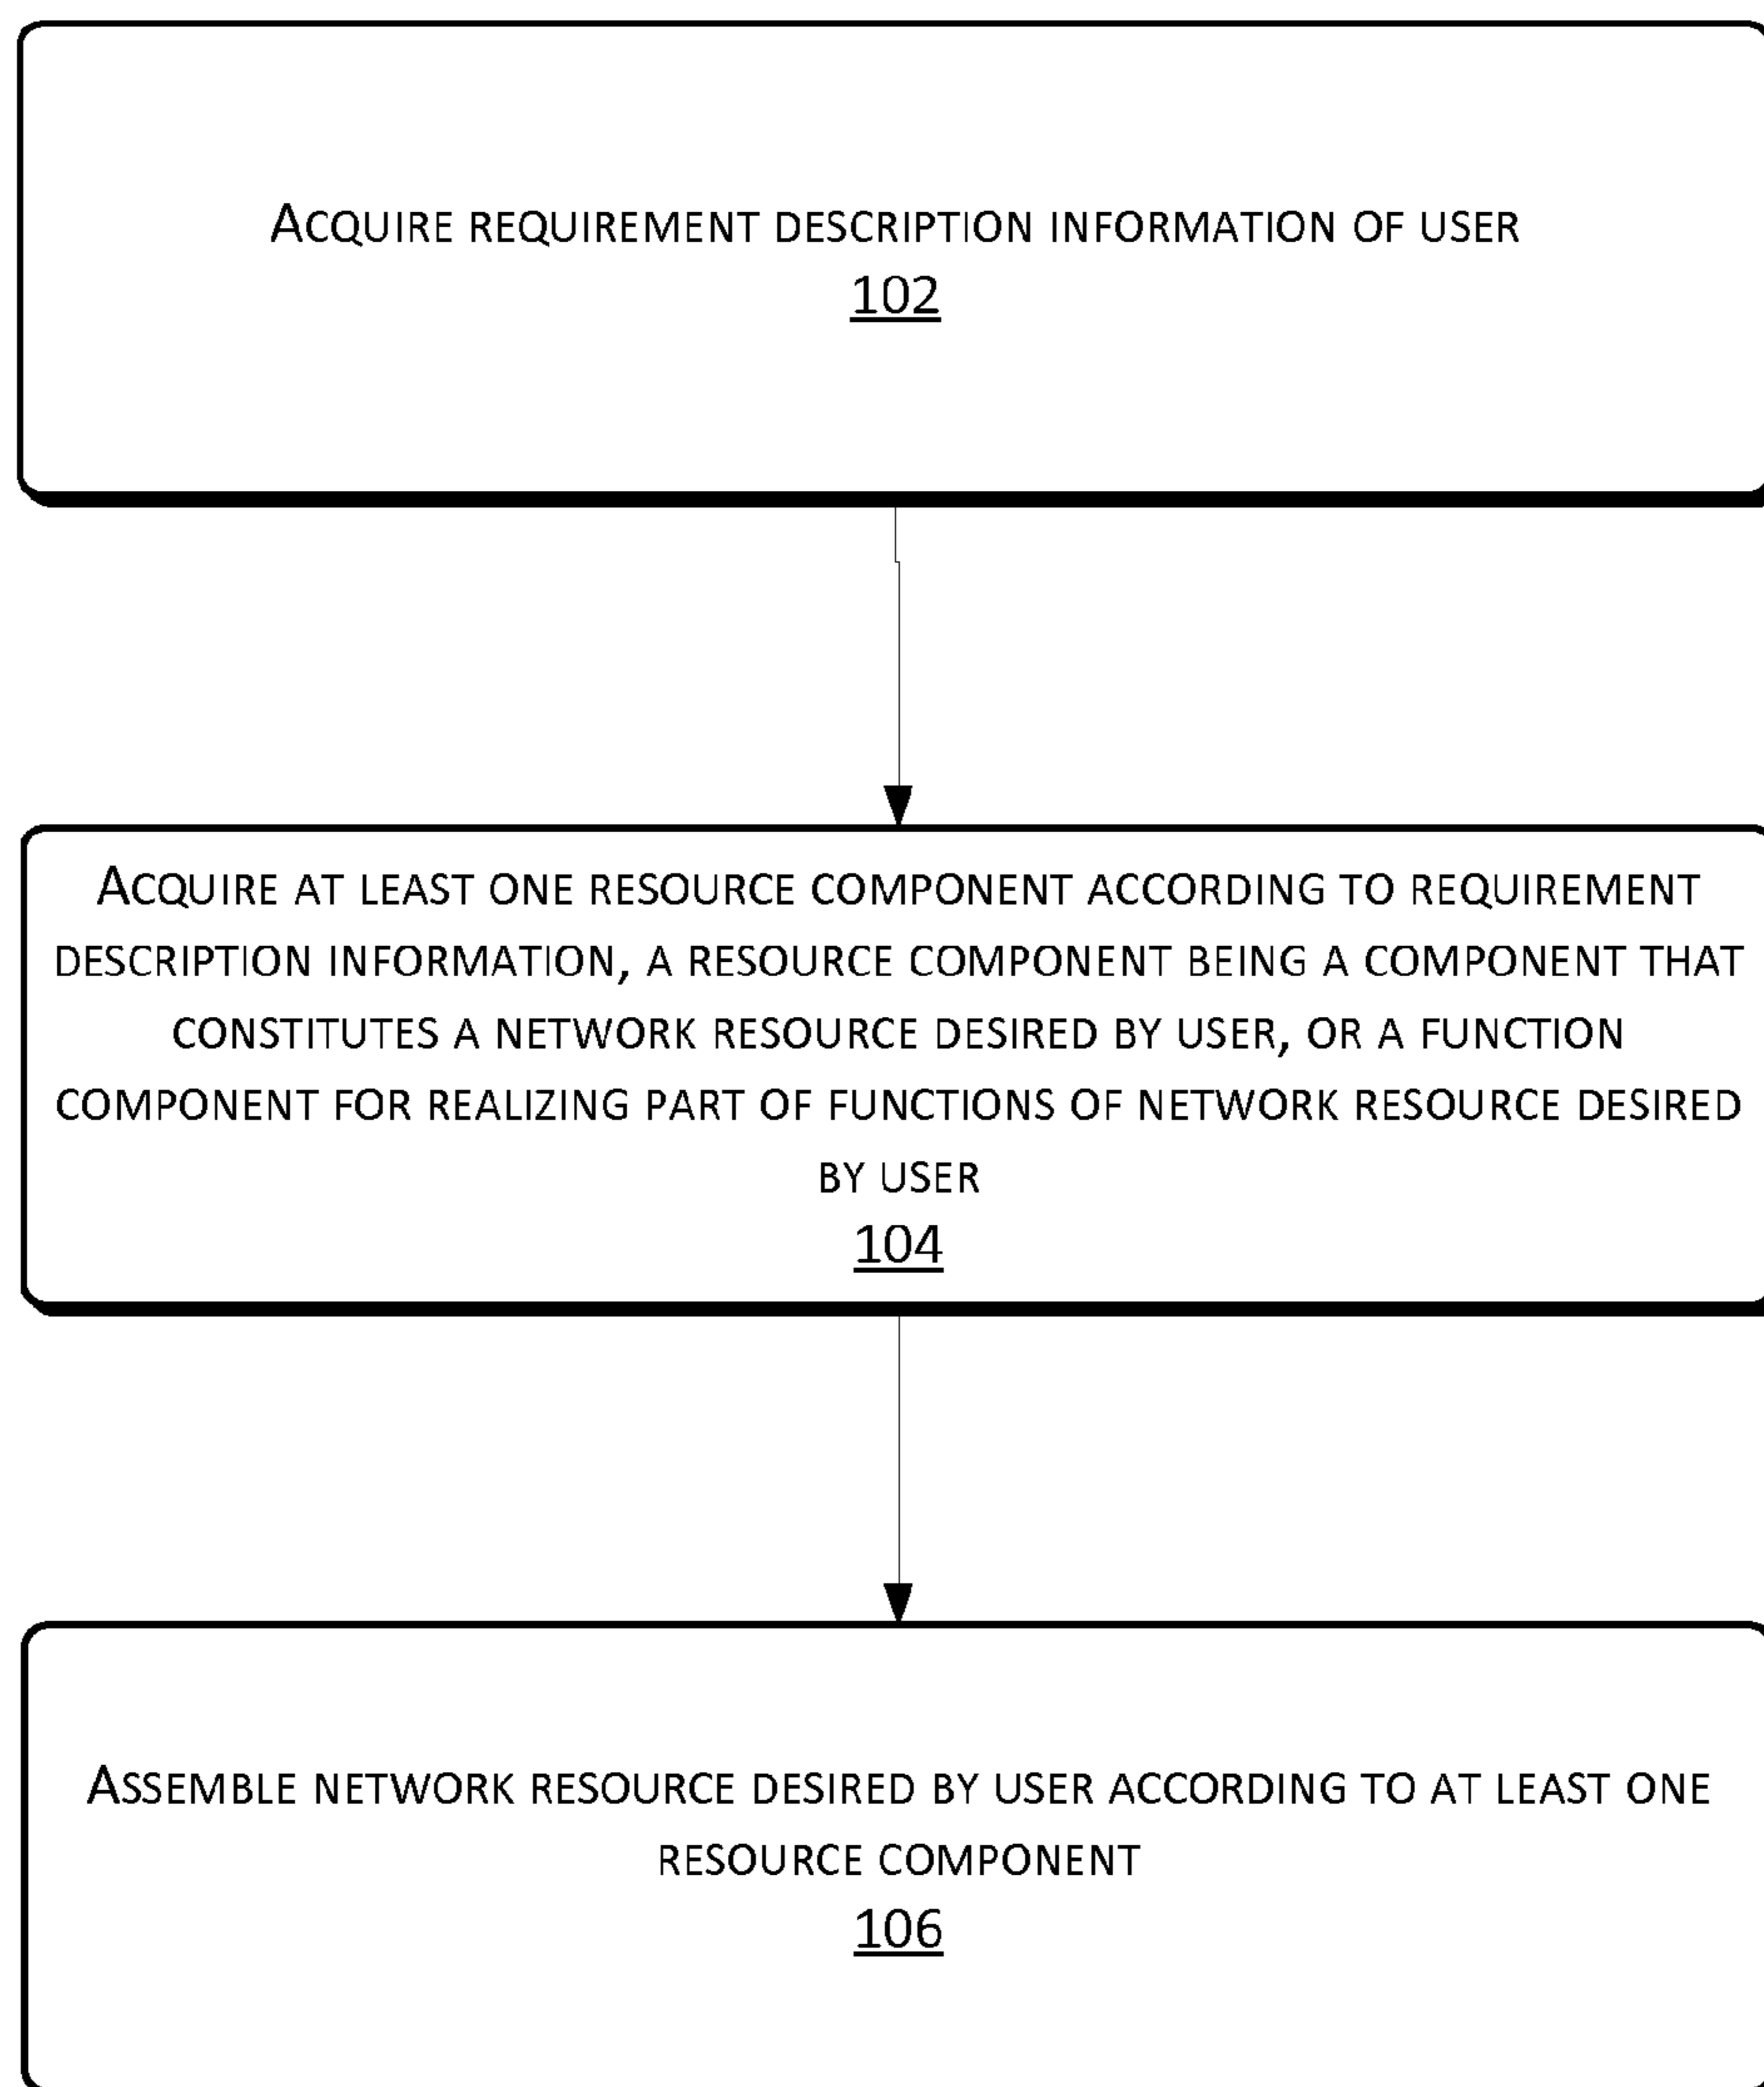 ACQUIRE REQUIREMENT DESCRIPTION INFORMATION OF USER
102
ACQUIRE AT LEAST ONE RESOURCE COMPONENT ACCORDING TO REQUIREMENT
DESCRIPTION INFORMATION, A RESOURCE COMPONENT BEING A COMPONENT THAT
CONSTITUTES A NETWORK RESOURCE DESIRED BY USER, OR A FUNCTION
COMPONENT FOR REALIZING PART OF FUNCTIONS OF NETWORK RESOURCE DESIRED
BY USER
104
ASSEMBLE NETWORK RESOURCE DESIRED BY USER ACCORDING TO AT LEAST ONE
RESOURCE COMPONENT
106